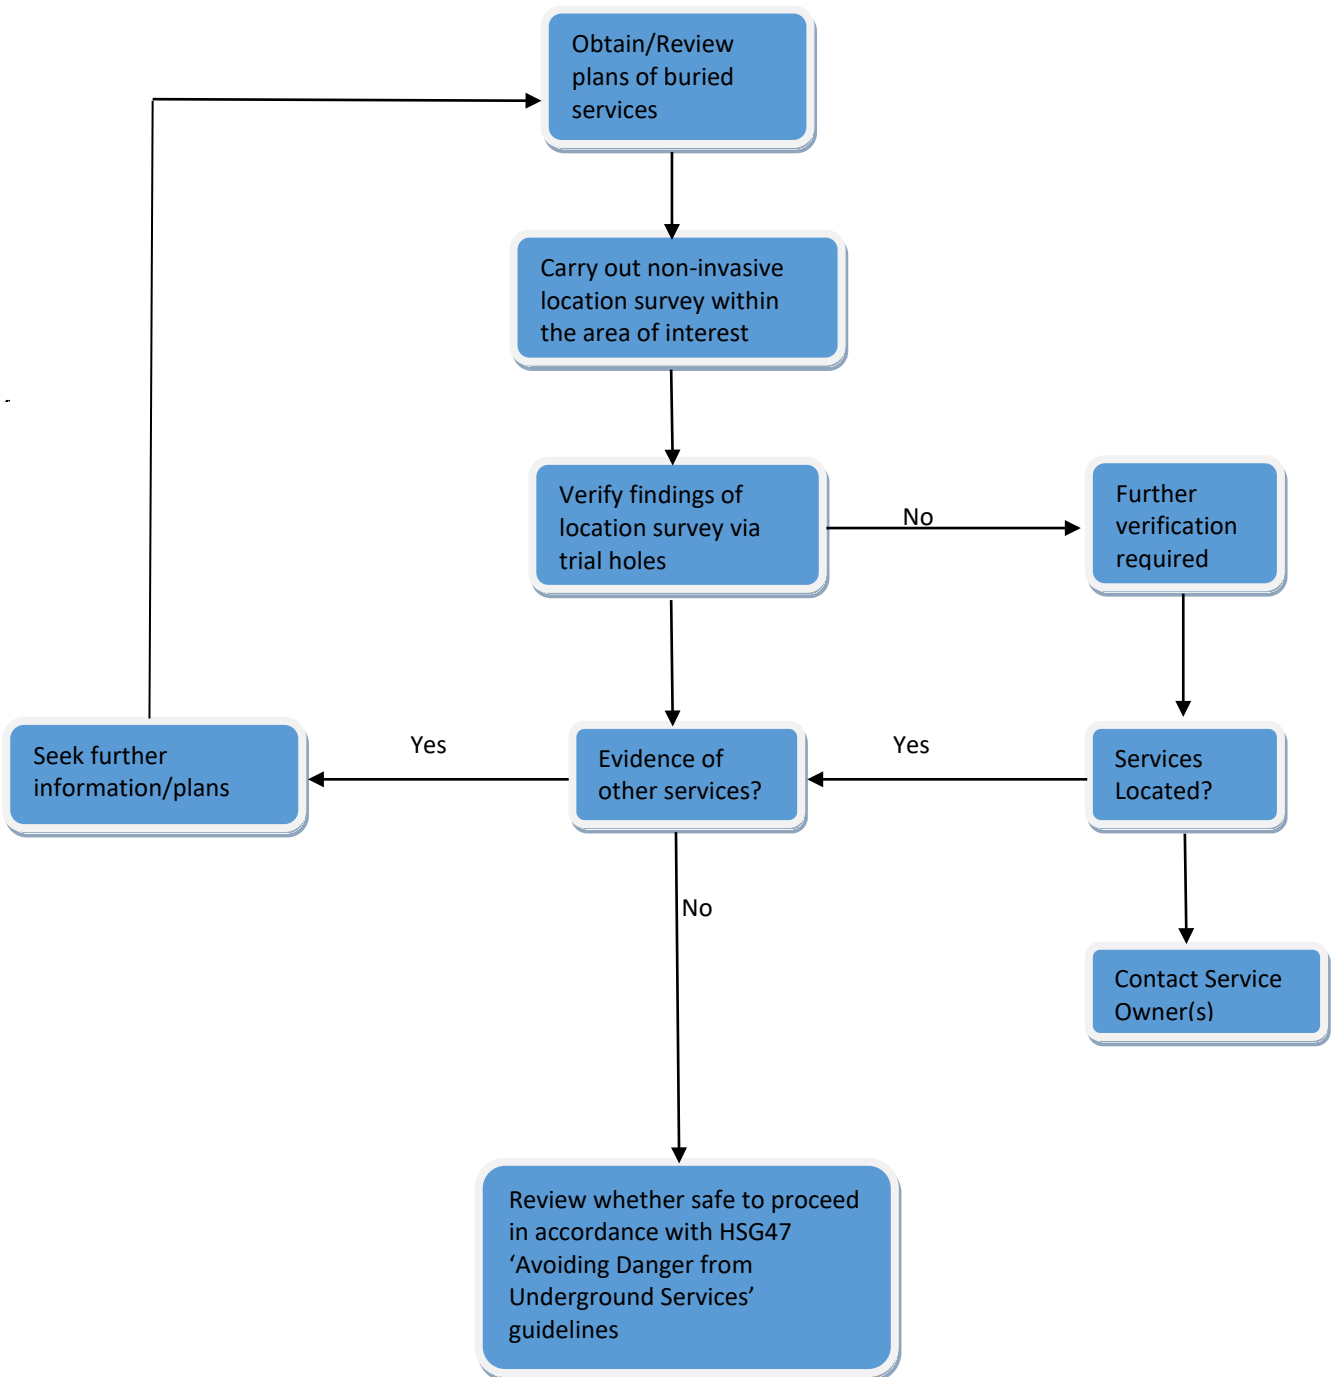 Obtain/Review
plans of buried
services
Carry out non-invasive
location survey within
the area of interest
Verify findings of
location survey via
trial holes
No
Further
verification
required
Seek further
information/plans
Yes
Evidence of
other services?
Yes
Services
Located?
No
Contact Service
Owner(s)
Review whether safe to proceed
in accordance with HSG47
‘Avoiding Danger from
Underground Services’
guidelines